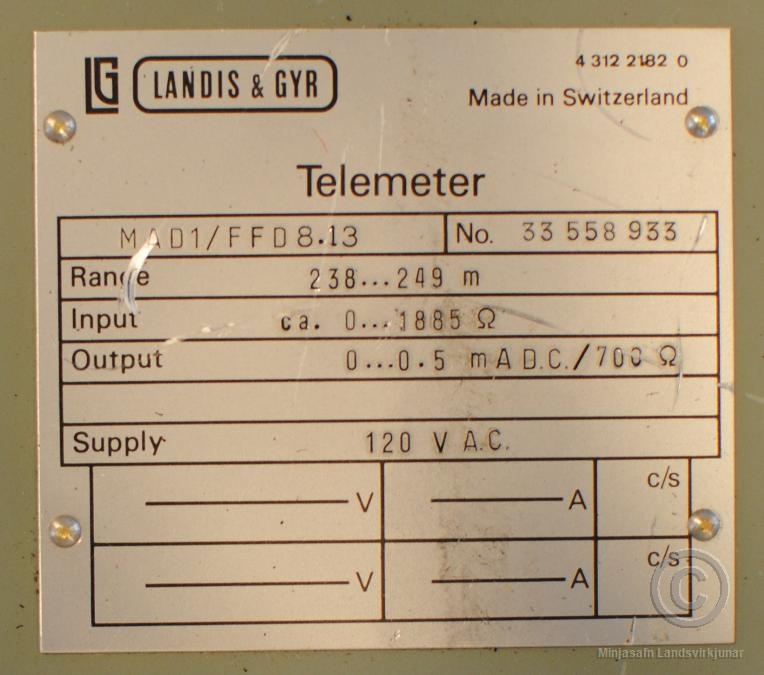 LG LANDIS & GYR
4 312 2182 0
Made in Switzerland
Telemeter
MAD1/FFD8.13 No. 33 558 933
Range 238...249 m
Input ca. 0...1885 Ω
Output 0...0.5 mA D.C./700 Ω
Supply 120 V A.C.
V A c/s
V A c/s
©
Minjasafn Landsvirkjunar